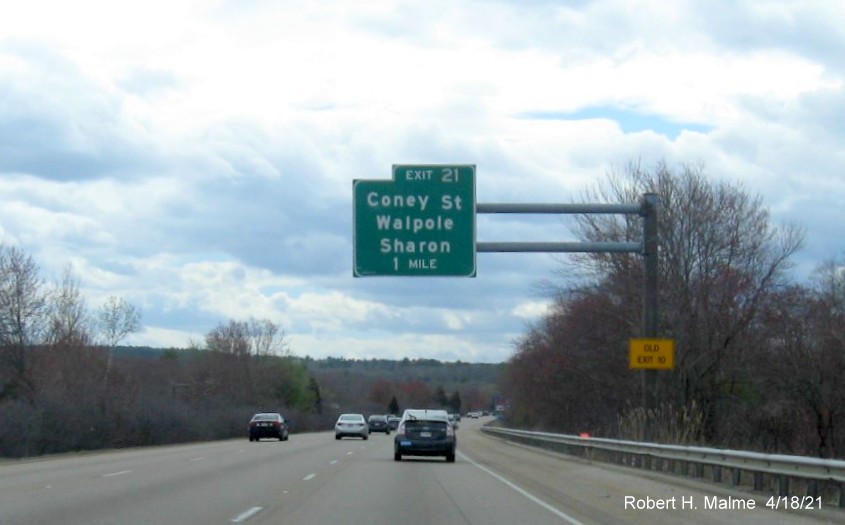 EXIT 21
Coney St
Walpole
Sharon
1 MILE
OLD
EXIT 10
Robert H. Malme 4/18/21